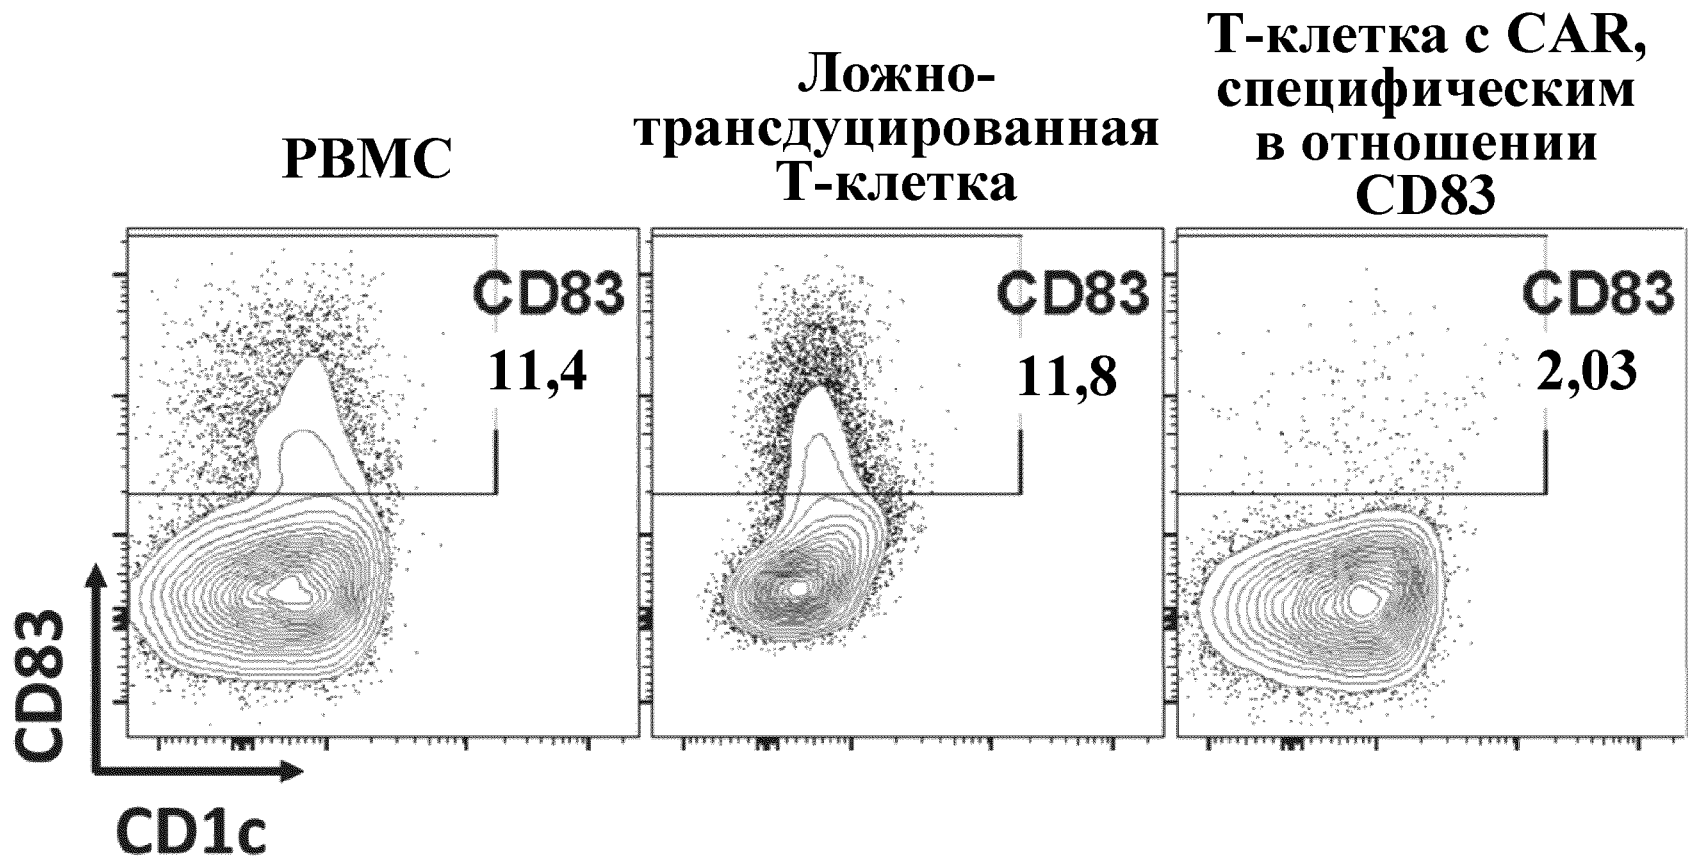 PBMC
Ложно-
трансдуцированная
Т-клетка
Т-клетка с CAR,
специфическим
в отношении
CD83
CD83
11,4
CD83
11,8
CD83
2,03
CD83
CD1c